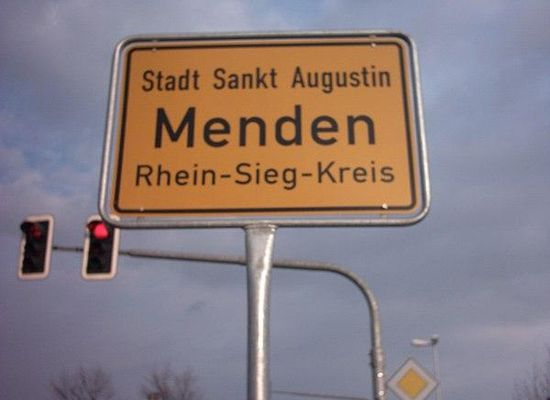 Stadt Sankt Augustin
Menden
Rhein-Sieg-Kreis